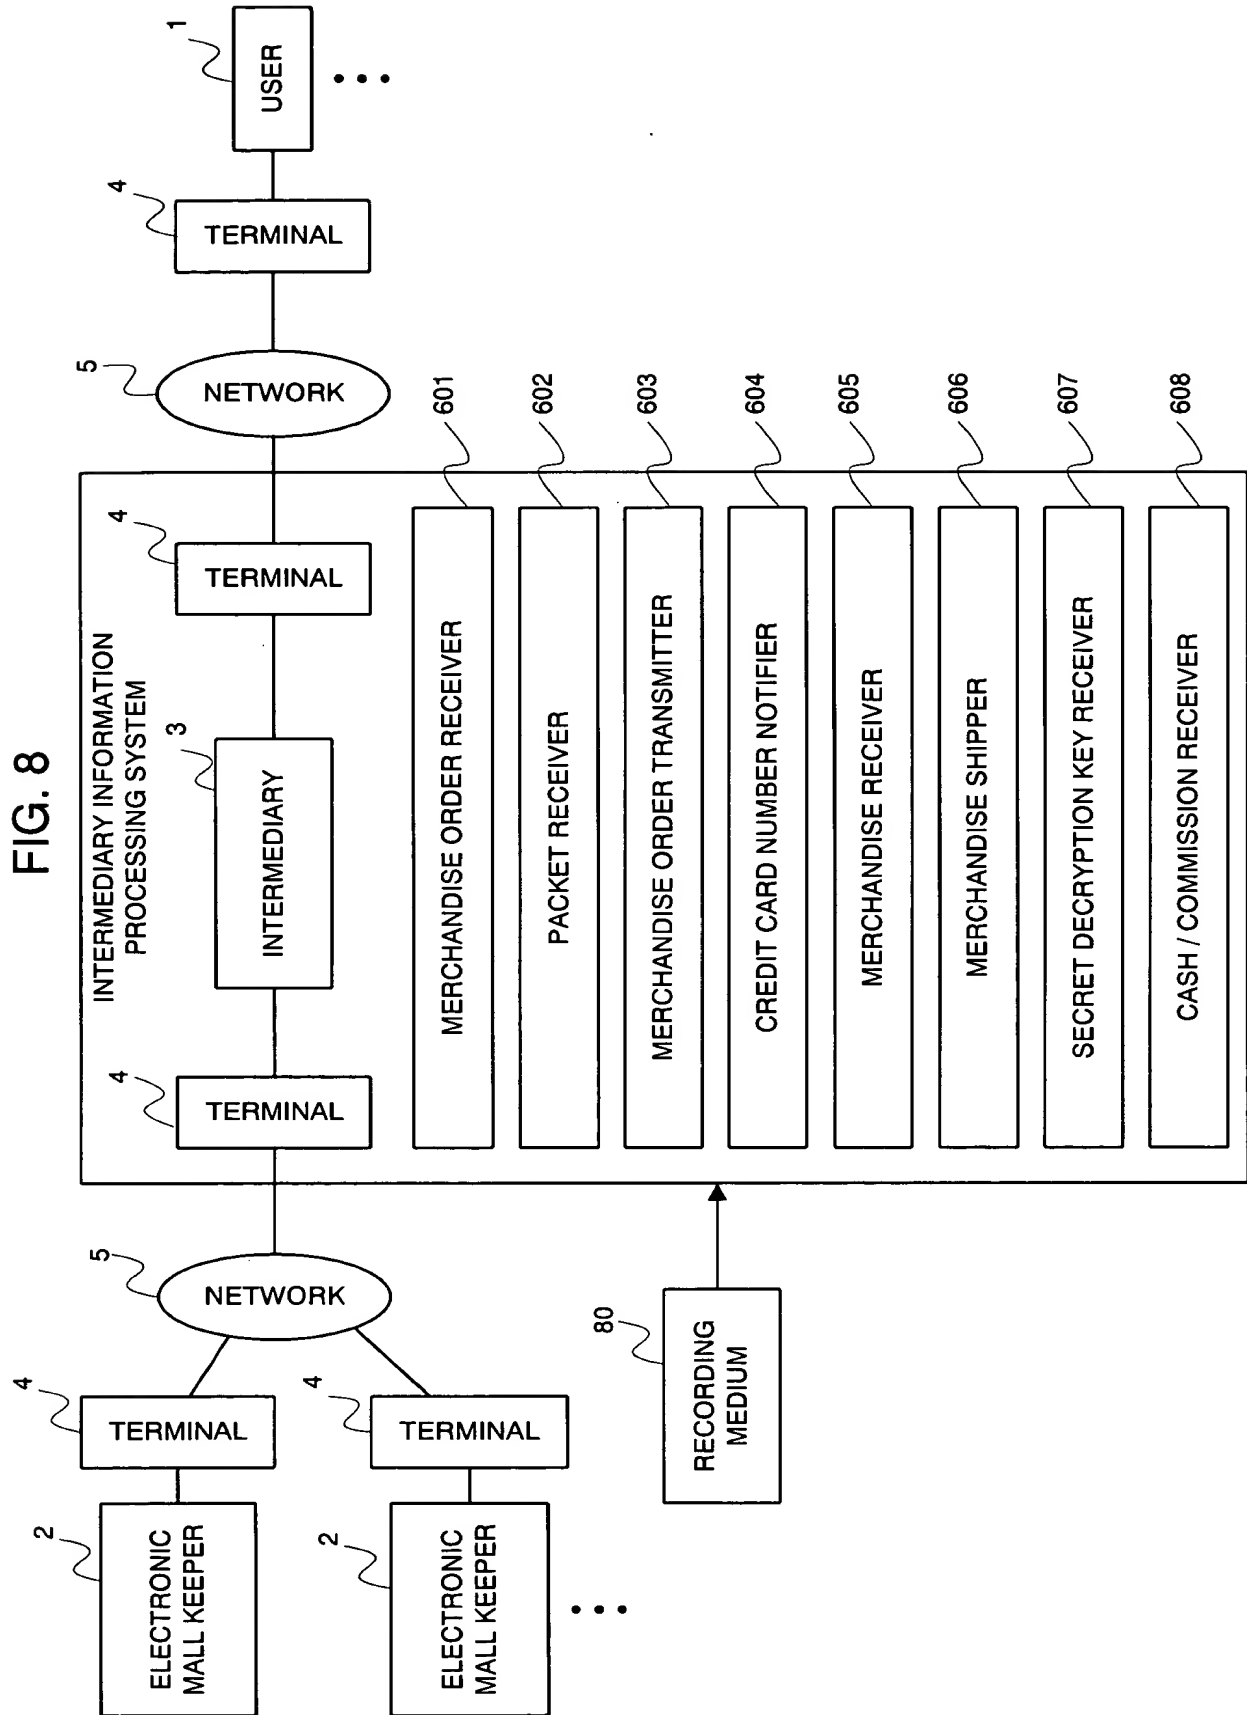 FIG. 8
ELECTRONIC
MALL KEEPER
2
TERMINAL
4
ELECTRONIC
MALL KEEPER
2
TERMINAL
4
NETWORK
5
RECORDING
MEDIUM
80
INTERMEDIARY INFORMATION
PROCESSING SYSTEM
TERMINAL
4
INTERMEDIARY
3
TERMINAL
4
NETWORK
5
TERMINAL
4
USER
1
MERCHANDISE ORDER RECEIVER
601
PACKET RECEIVER
602
MERCHANDISE ORDER TRANSMITTER
603
CREDIT CARD NUMBER NOTIFIER
604
MERCHANDISE RECEIVER
605
MERCHANDISE SHIPPER
606
SECRET DECRYPTION KEY RECEIVER
607
CASH / COMMISSION RECEIVER
608